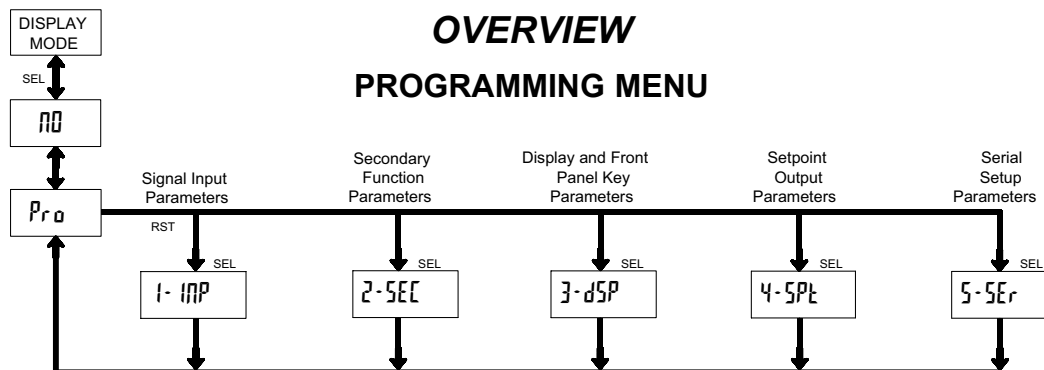 DISPLAY
MODE
OVERVIEW
PROGRAMMING MENU
SEL
NO
Pro
Signal Input
Parameters
Secondary
Function
Parameters
Display and Front
Panel Key
Parameters
Setpoint
Output
Parameters
Serial
Setup
Parameters
RST
SEL
SEL
SEL
SEL
SEL
1-INP
2-SEC
3-dSP
4-SPt
5-SEr